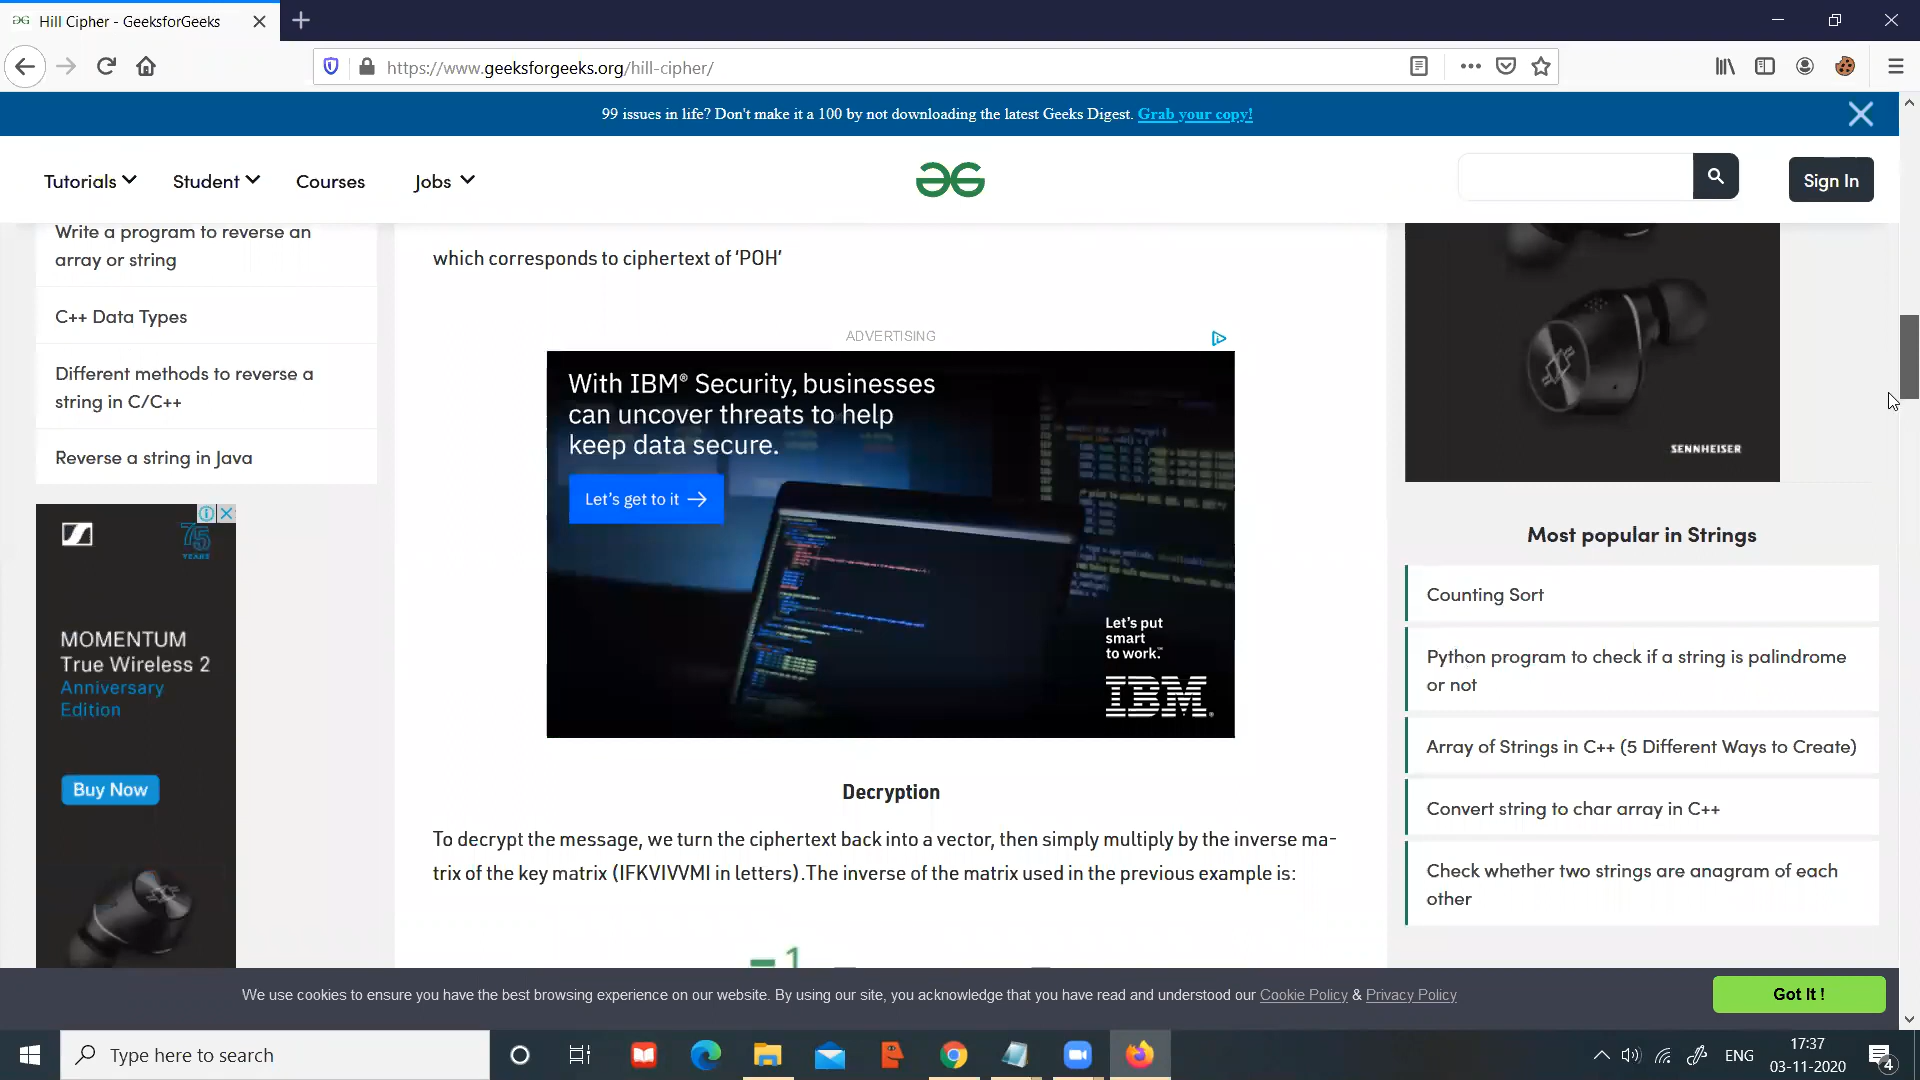 Hill Cipher - GeeksforGeeks
https://www.geeksforgeeks.org/hill-cipher/
99 issues in life? Don't make it a 100 by not downloading the latest Geeks Digest. Grab your copy!
Tutorials
Student
Courses
Jobs
Sign In
Write a program to reverse an
array or string
C++ Data Types
Different methods to reverse a
string in C/C++
Reverse a string in Java
75
YEARS
MOMENTUM
True Wireless 2
Anniversary
Edition
Buy Now
which corresponds to ciphertext of ‘POH’
ADVERTISING
With IBM® Security, businesses
can uncover threats to help
keep data secure.
Let's get to it →
Let's put
smart
to work.™
IBM®
Decryption
To decrypt the message, we turn the ciphertext back into a vector, then simply multiply by the inverse ma-
trix of the key matrix (IFKVIVVMI in letters).The inverse of the matrix used in the previous example is:
-1
SENNHEISER
Most popular in Strings
Counting Sort
Python program to check if a string is palindrome
or not
Array of Strings in C++ (5 Different Ways to Create)
Convert string to char array in C++
Check whether two strings are anagram of each
other
We use cookies to ensure you have the best browsing experience on our website. By using our site, you acknowledge that you have read and understood our Cookie Policy & Privacy Policy
Got It !
Type here to search
ENG
17:37
03-11-2020
4